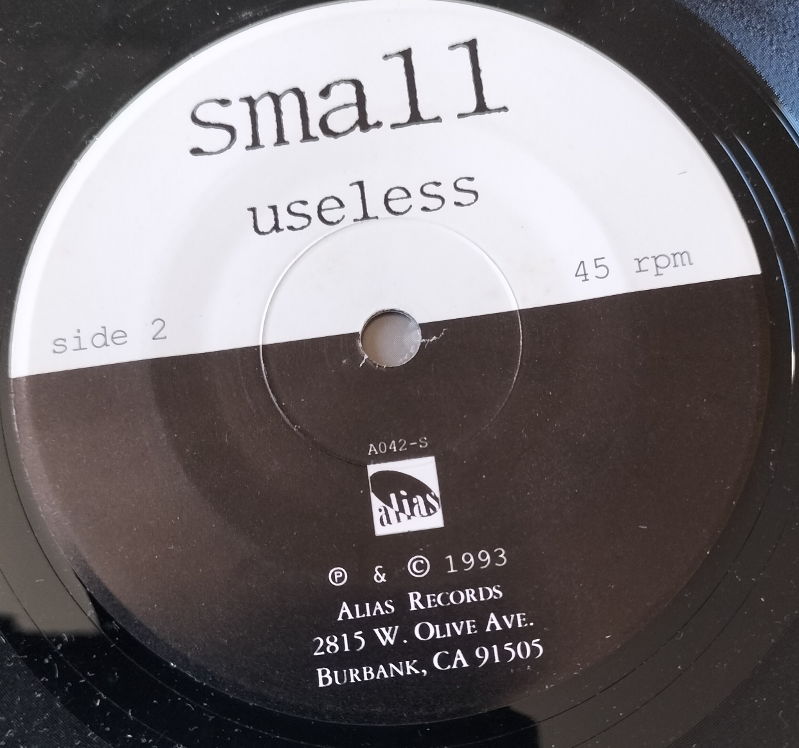 small
useless
45 rpm
side 2
A042-S
alias
℗ & © 1993
ALIAS RECORDS
2815 W. OLIVE AVE.
BURBANK, CA 91505